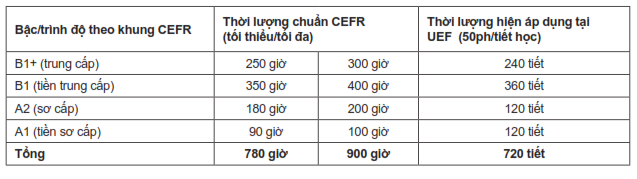 Bậc/trình độ theo khung CEFR Thời lượng chuẩn CEFR (tối thiểu/tối đa) Thời lượng hiện áp dụng tại UEF (50ph/tiết học)
B1+ (trung cấp) 250 giờ 300 giờ 240 tiết
B1 (tiền trung cấp) 350 giờ 400 giờ 360 tiết
A2 (sơ cấp) 180 giờ 200 giờ 120 tiết
A1 (tiền sơ cấp) 90 giờ 100 giờ 120 tiết
Tổng 780 giờ 900 giờ 720 tiết